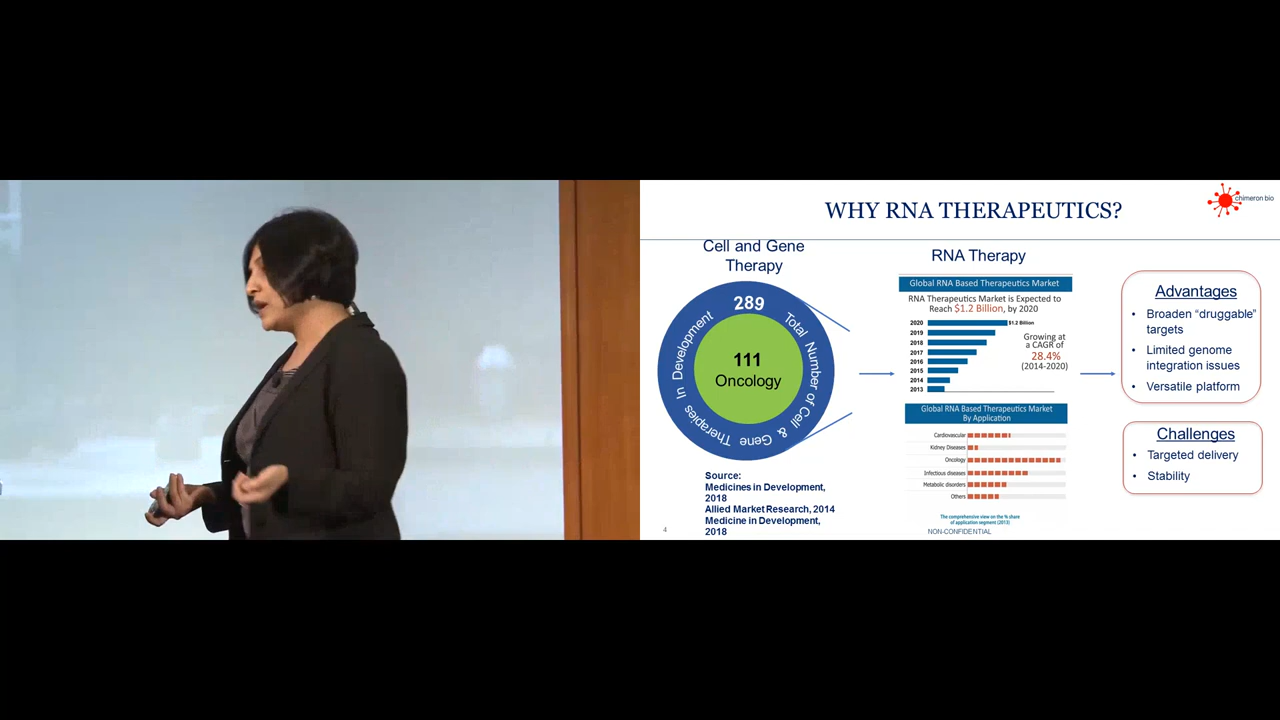 WHY RNA THERAPEUTICS?
chimeron bio
Cell and Gene
Therapy
289
Total Number of Cell & Gene Therapies In Development
111
Oncology
Source:
Medicines in Development,
2018
Allied Market Research, 2014
Medicine in Development,
2018
4
RNA Therapy
Global RNA Based Therapeutics Market
RNA Therapeutics Market is Expected to
Reach $1.2 Billion, by 2020
2020 $1.2 Billion
2019
2018
2017
2016
2015
2014
2013
Growing at
a CAGR of
28.4%
(2014-2020)
Global RNA Based Therapeutics Market
By Application
Cardiovascular
Kidney Diseases
Oncology
Infectious diseases
Metabolic disorders
Others
The comprehensive view on the % share
of application segment (2013)
NON-CONFIDENTIAL
Advantages
• Broaden “druggable”
targets
• Limited genome
integration issues
• Versatile platform
Challenges
• Targeted delivery
• Stability